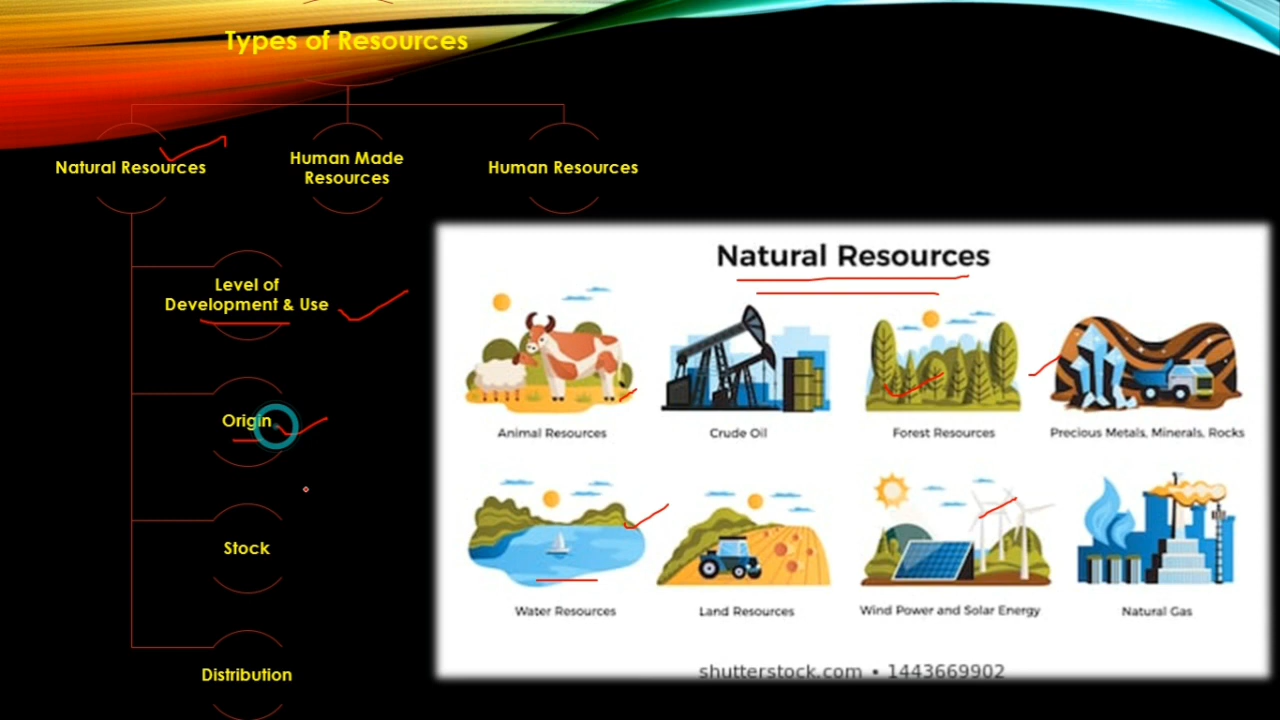 Types of Resources
Natural Resources
Human Made
Resources
Human Resources
Level of
Development & Use
Origin
Stock
Distribution
Natural Resources
Animal Resources
Crude Oil
Forest Resources
Precious Metals, Minerals, Rocks
Water Resources
Land Resources
Wind Power and Solar Energy
Natural Gas
shutterstock.com • 1443669902